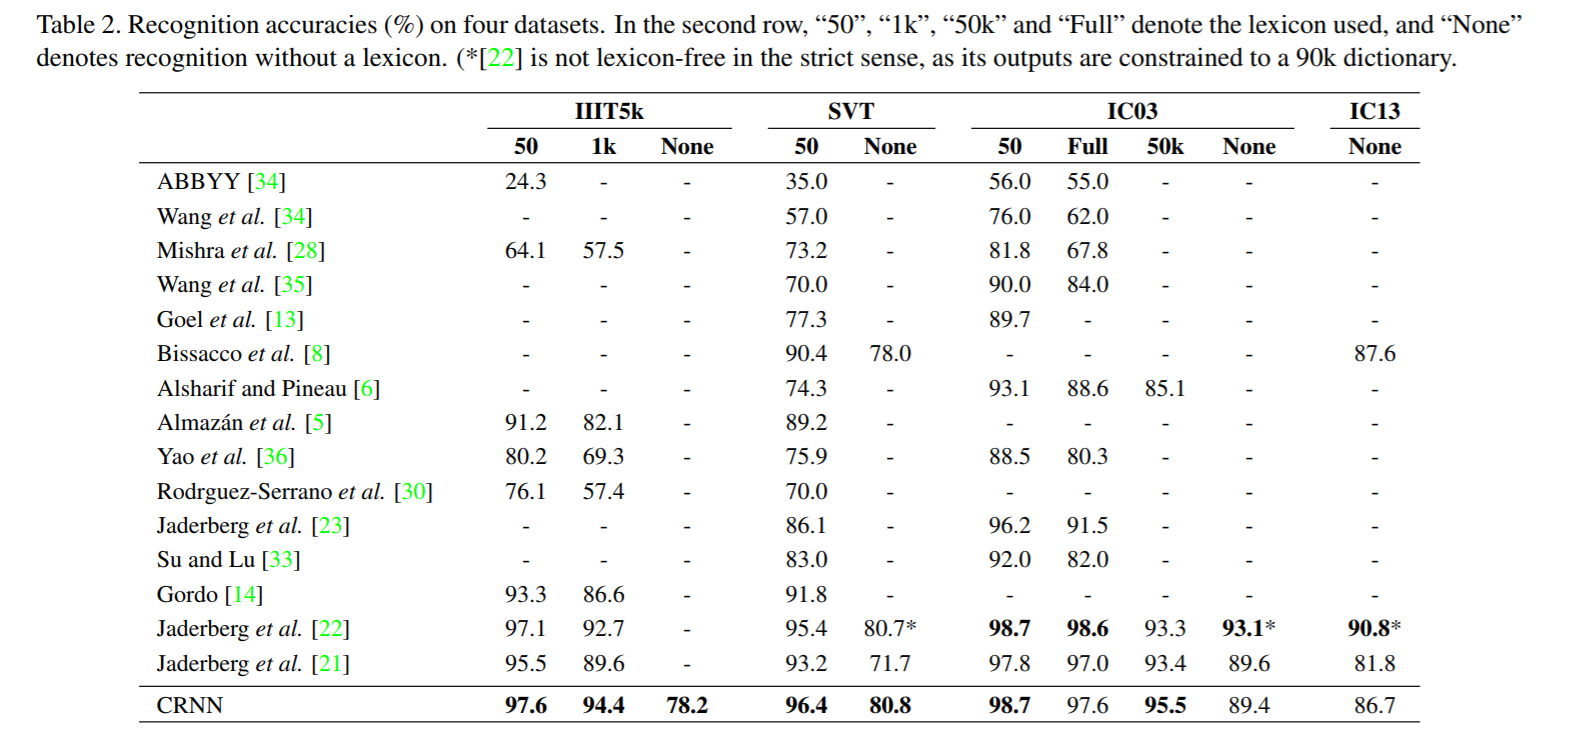 Table 2. Recognition accuracies (%) on four datasets. In the second row, “50”, “1k”, “50k” and “Full” denote the lexicon used, and “None”
denotes recognition without a lexicon. (*[22] is not lexicon-free in the strict sense, as its outputs are constrained to a 90k dictionary.
IIIT5k SVT IC03 IC13
50 1k None 50 None 50 Full 50k None None
ABBYY [34] 24.3 - - 35.0 - 56.0 55.0 - - -
Wang et al. [34] - - - 57.0 - 76.0 62.0 - - -
Mishra et al. [28] 64.1 57.5 - 73.2 - 81.8 67.8 - - -
Wang et al. [35] - - - 70.0 - 90.0 84.0 - - -
Goel et al. [13] - - - 77.3 - 89.7 - - - -
Bissacco et al. [8] - - - 90.4 78.0 - - - - 87.6
Alsharif and Pineau [6] - - - 74.3 - 93.1 88.6 85.1 - -
Almazán et al. [5] 91.2 82.1 - 89.2 - - - - - -
Yao et al. [36] 80.2 69.3 - 75.9 - 88.5 80.3 - - -
Rodrguez-Serrano et al. [30] 76.1 57.4 - 70.0 - - - - - -
Jaderberg et al. [23] - - - 86.1 - 96.2 91.5 - - -
Su and Lu [33] - - - 83.0 - 92.0 82.0 - - -
Gordo [14] 93.3 86.6 - 91.8 - - - - - -
Jaderberg et al. [22] 97.1 92.7 - 95.4 80.7* 98.7 98.6 93.3 93.1* 90.8*
Jaderberg et al. [21] 95.5 89.6 - 93.2 71.7 97.8 97.0 93.4 89.6 81.8
CRNN 97.6 94.4 78.2 96.4 80.8 98.7 97.6 95.5 89.4 86.7